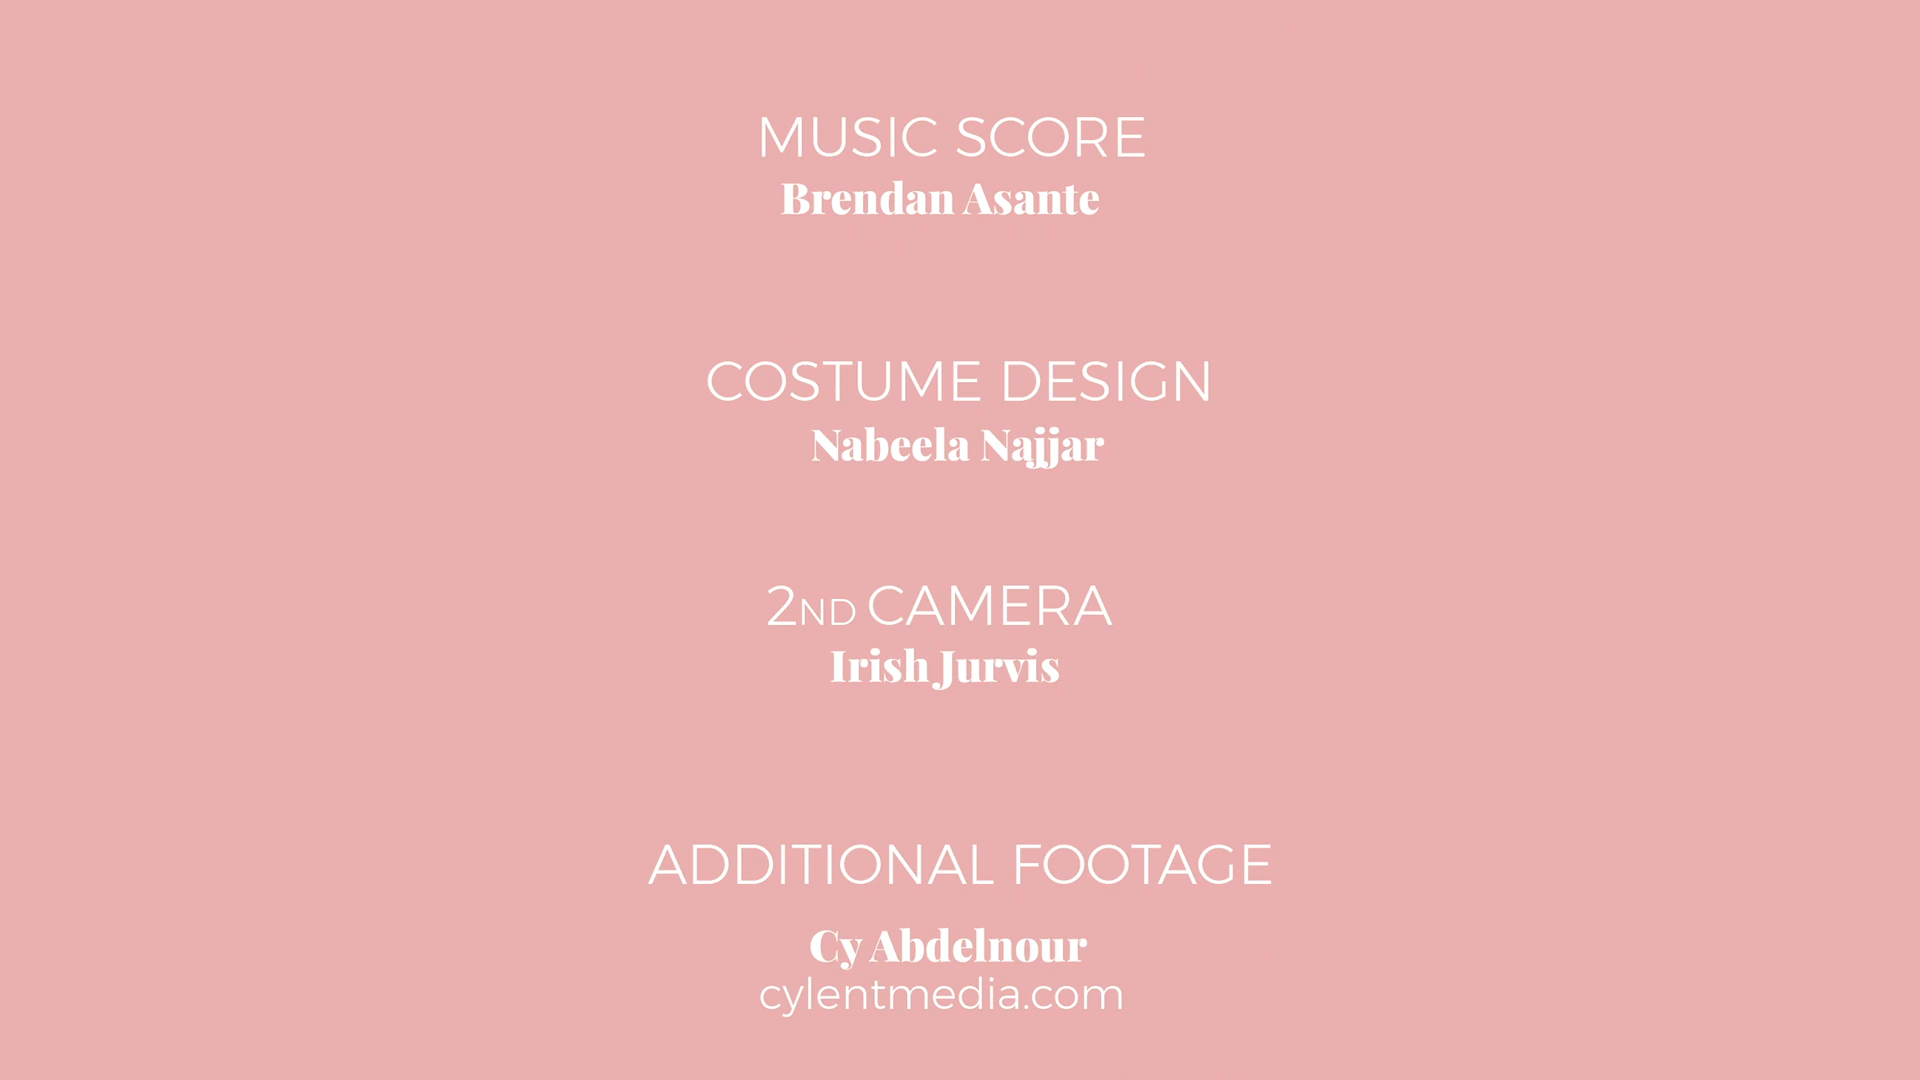 MUSIC SCORE
Brendan Asante
COSTUME DESIGN
Nabeela Najjar
2ND CAMERA
Irish Jurvis
ADDITIONAL FOOTAGE
Cy Abdelnour
cylentmedia.com